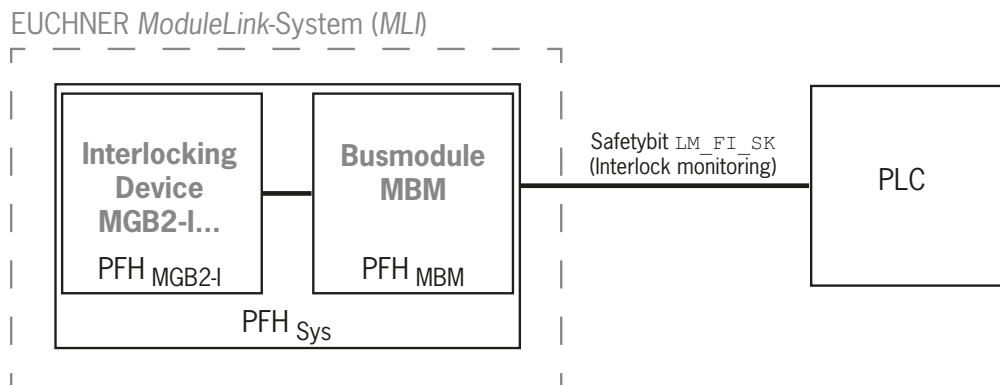 EUCHNER ModuleLink-System (MLI)
Interlocking
Device
MGB2-I...
PFH MGB2-I
Busmodule
MBM
PFH MBM
PFH Sys
Safetybit LM_FI_SK
(Interlock monitoring)
PLC